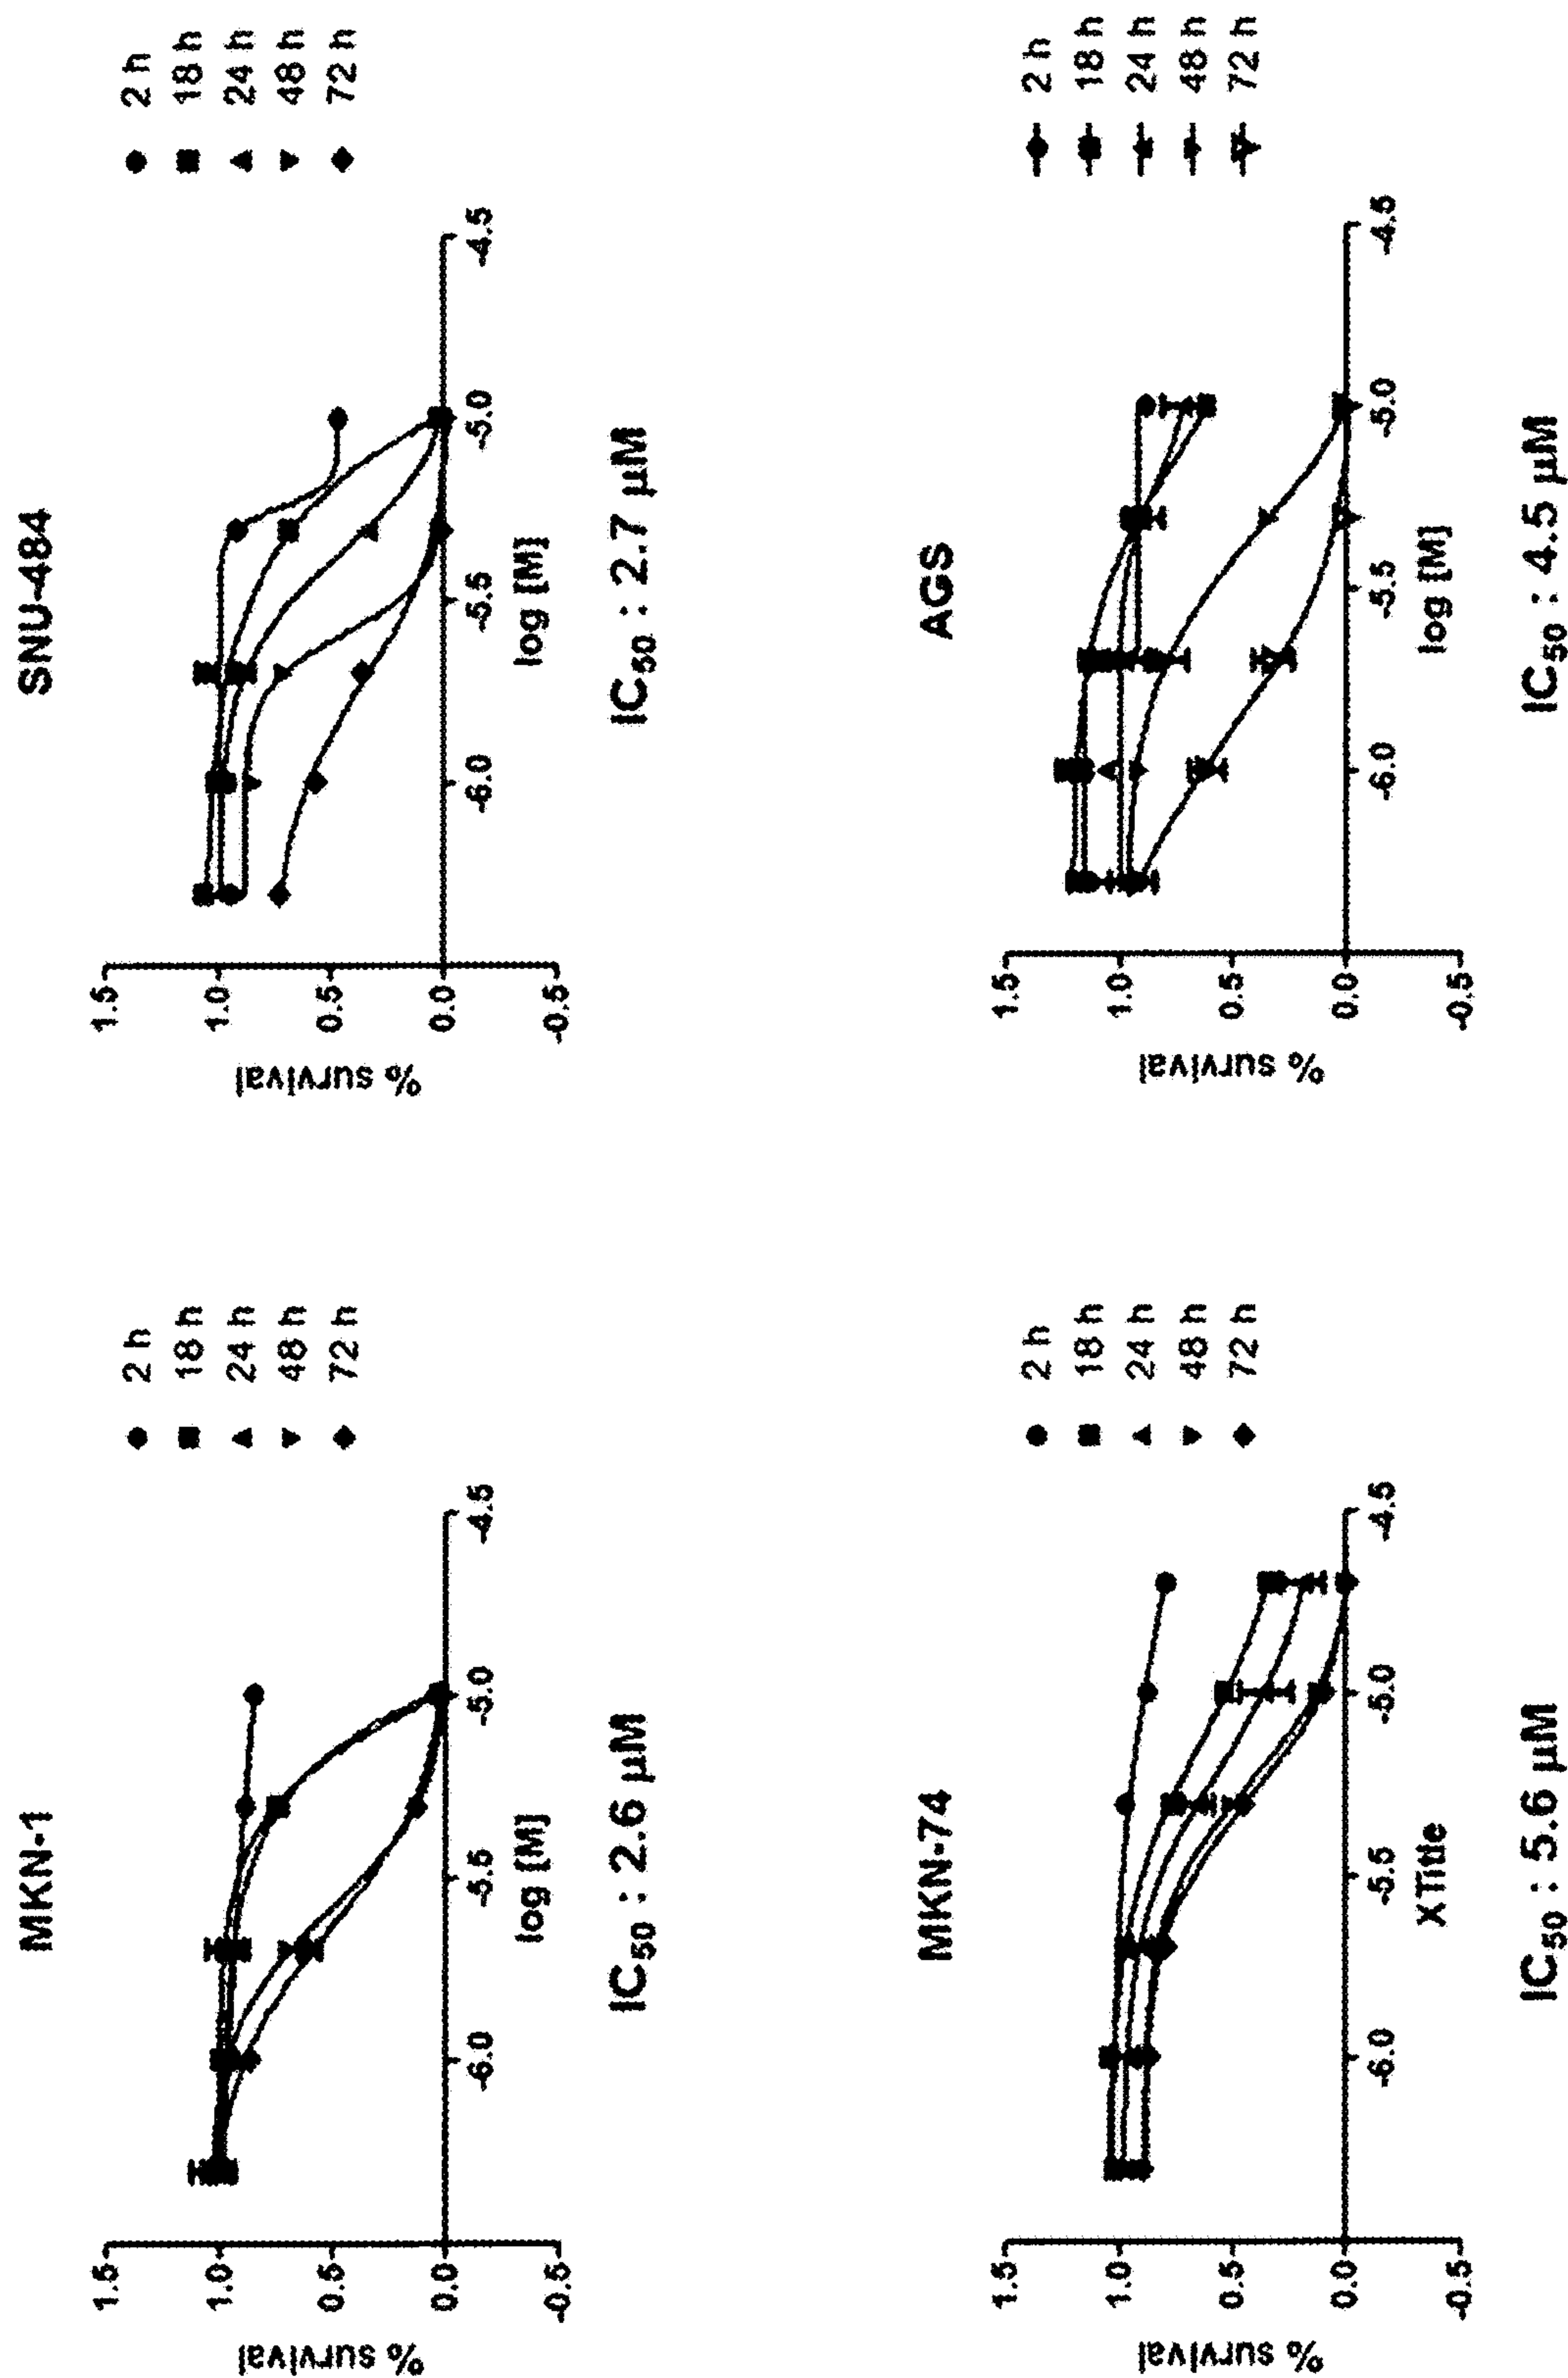 MKN-1
% survival
1.5
1.0
0.5
0.0
-0.5
-6.0
-5.5
-5.0
-4.5
log [M]
2 h
18 h
24 h
48 h
72 h
IC50 : 2.6 μM
SNU-484
% survival
1.5
1.0
0.5
0.0
-0.5
-6.0
-5.5
-5.0
-4.5
log [M]
2 h
18 h
24 h
48 h
72 h
IC50 : 2.7 μM
MKN-74
% survival
1.5
1.0
0.5
0.0
-0.5
-6.0
-5.5
-5.0
-4.5
XTitle
2 h
18 h
24 h
48 h
72 h
IC50 : 5.6 μM
AGS
% survival
1.5
1.0
0.5
0.0
-0.5
-6.0
-5.5
-5.0
-4.5
log [M]
2 h
18 h
24 h
48 h
72 h
IC50 : 4.5 μM